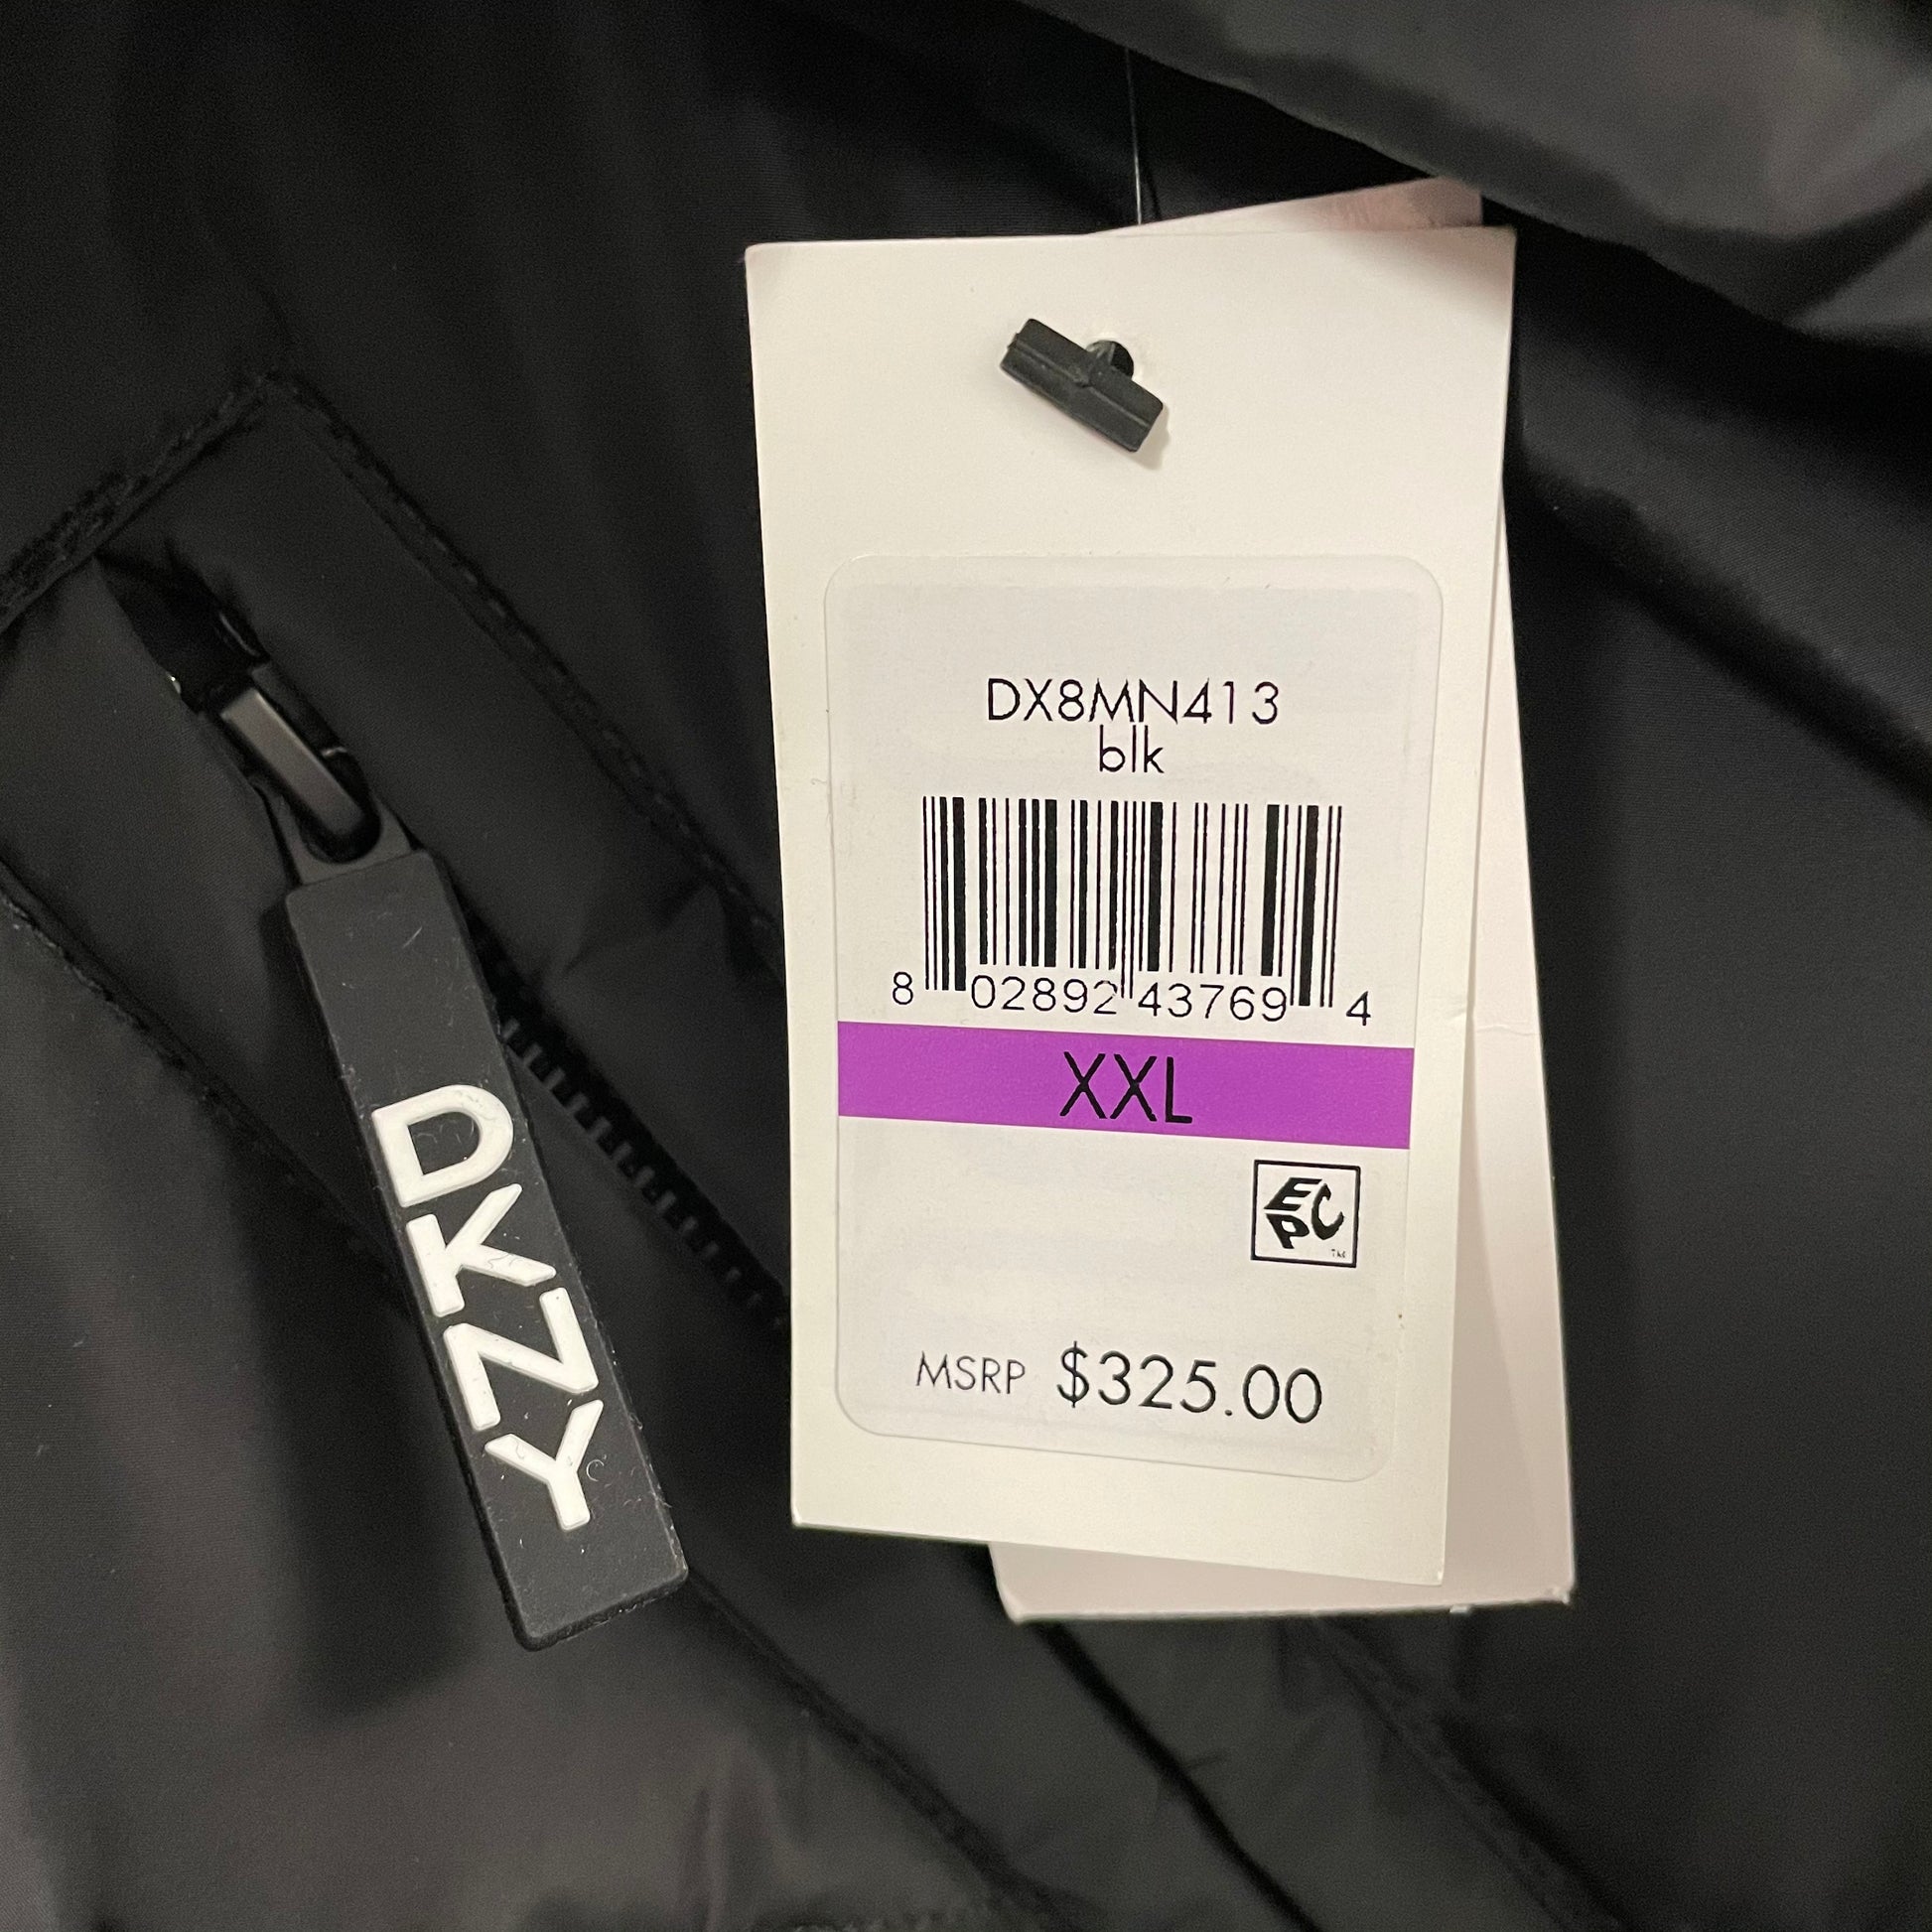 DKNY
DX8MN413
blk
8 02892 43769 4
XXL
EPC
MSRP $325.00